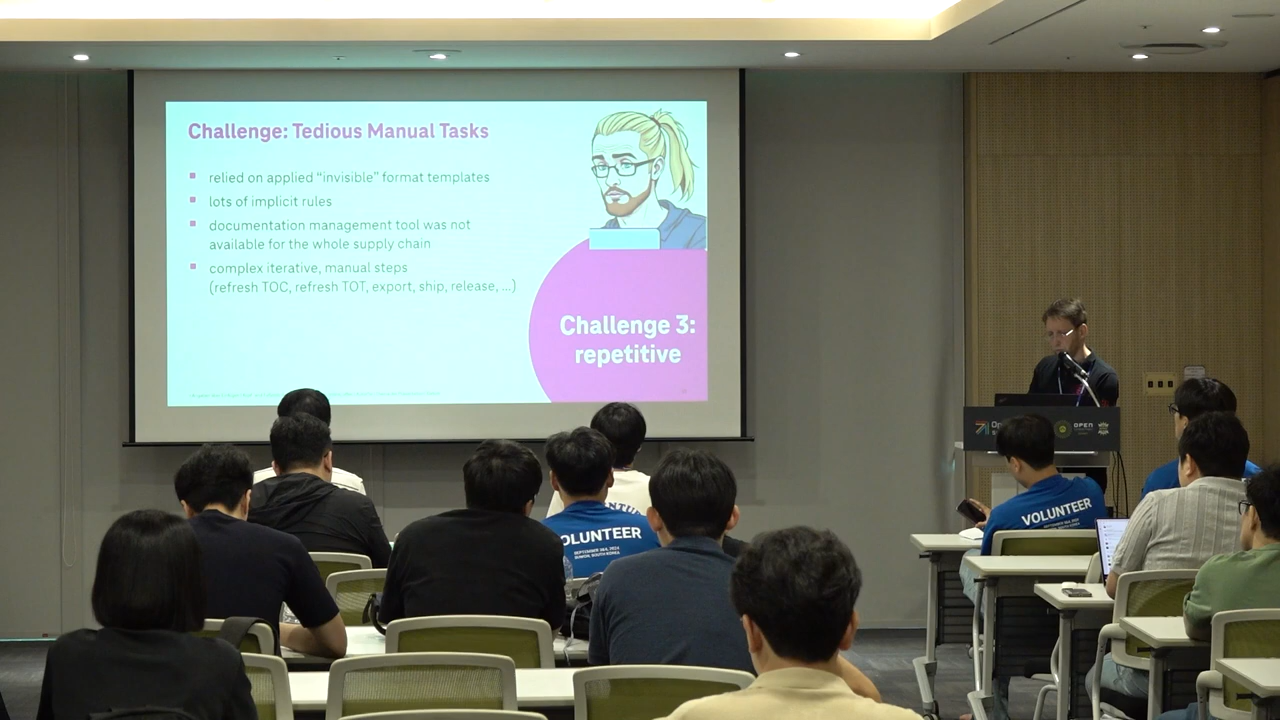 Challenge: Tedious Manual Tasks
relied on applied "invisible" format templates
lots of implicit rules
documentation management tool was not
available for the whole supply chain
complex iterative, manual steps
(refresh TOC, refresh TOT, export, ship, release, ...)
Challenge 3:
repetitive
OPEN
VOLUNTEER
OLUNTEER